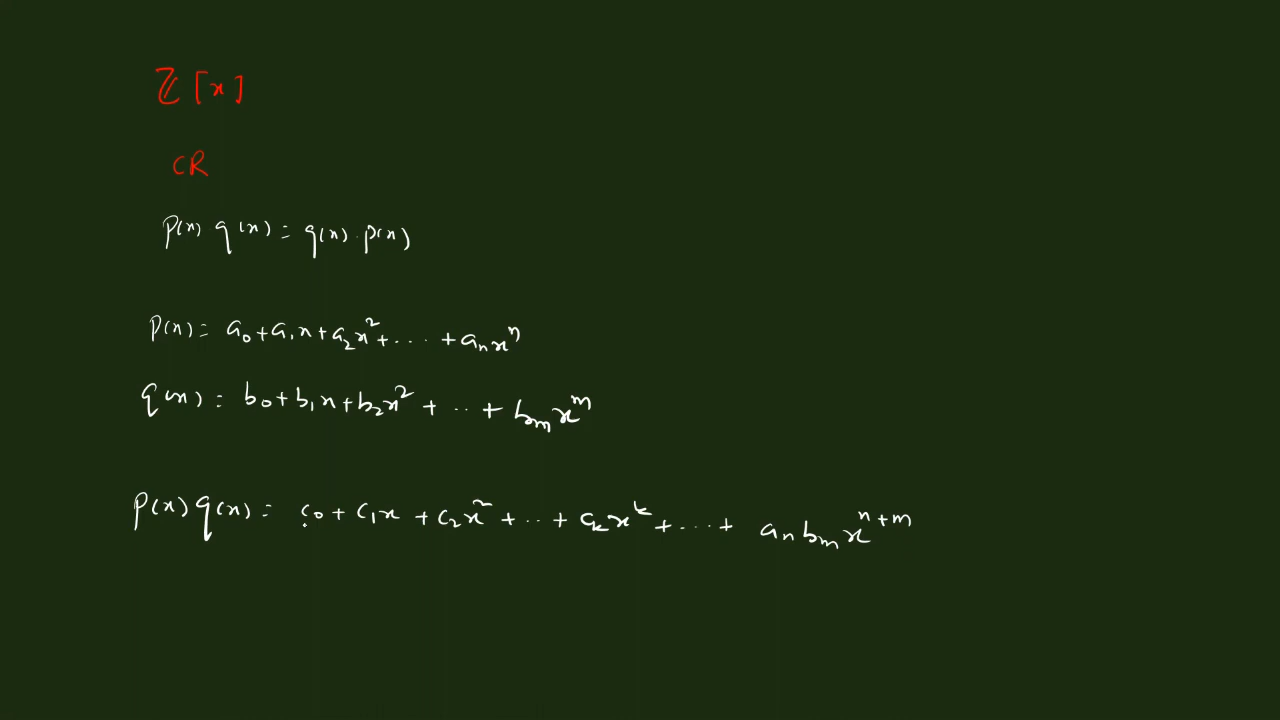 ℤ[x]
CR
p(x) q(x) = q(x) · p(x)
p(x) = a₀ + a₁x + a₂x² + .... + aₙxⁿ
q(x) = b₀ + b₁x + b₂x² + ... + bₘxᵐ
p(x) q(x) = c₀ + c₁x + c₂x² + ... + cₖxᵏ + .... + aₙbₘxⁿ⁺ᵐ